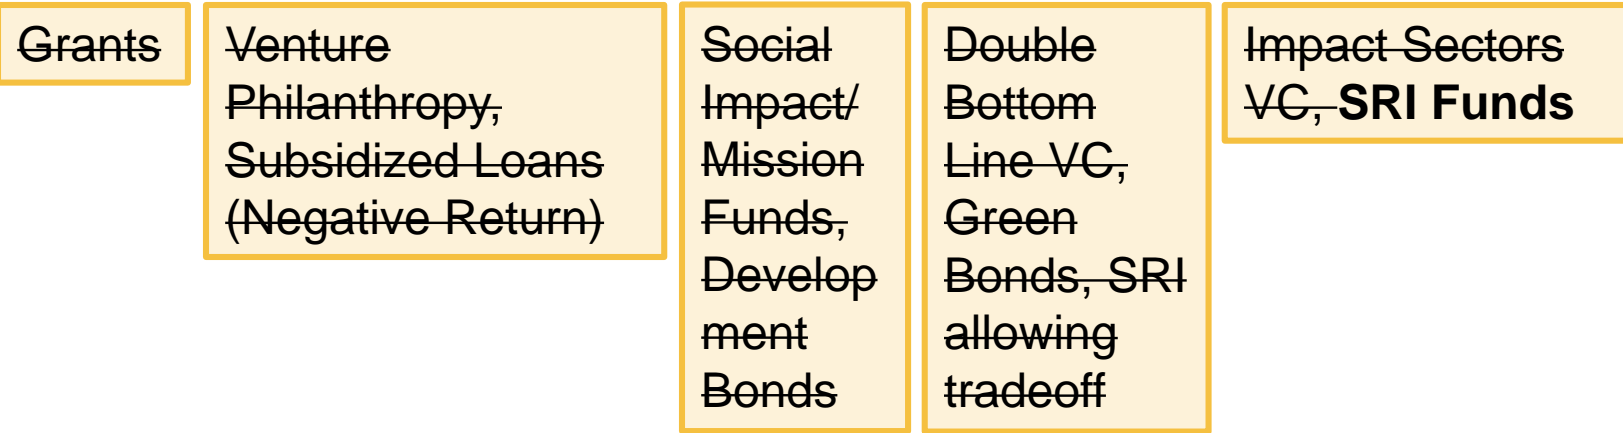 Grants
Venture
Philanthropy,
Subsidized Loans
(Negative Return)
Social
Impact/
Mission
Funds,
Develop
ment
Bonds
Double
Bottom
Line VC,
Green
Bonds, SRI
allowing
tradeoff
Impact Sectors
VC, SRI Funds